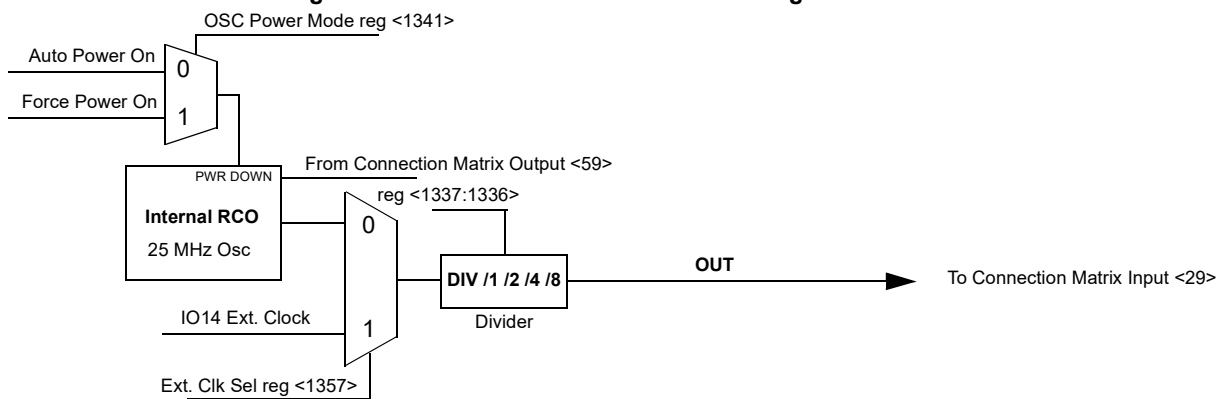 OSC Power Mode reg <1341>
Auto Power On
0
Force Power On
1
PWR DOWN
From Connection Matrix Output <59>
reg <1337:1336>
Internal RCO
25 MHz Osc
0
DIV /1 /2 /4 /8
OUT
To Connection Matrix Input <29>
IO14 Ext. Clock
1
Divider
Ext. Clk Sel reg <1357>